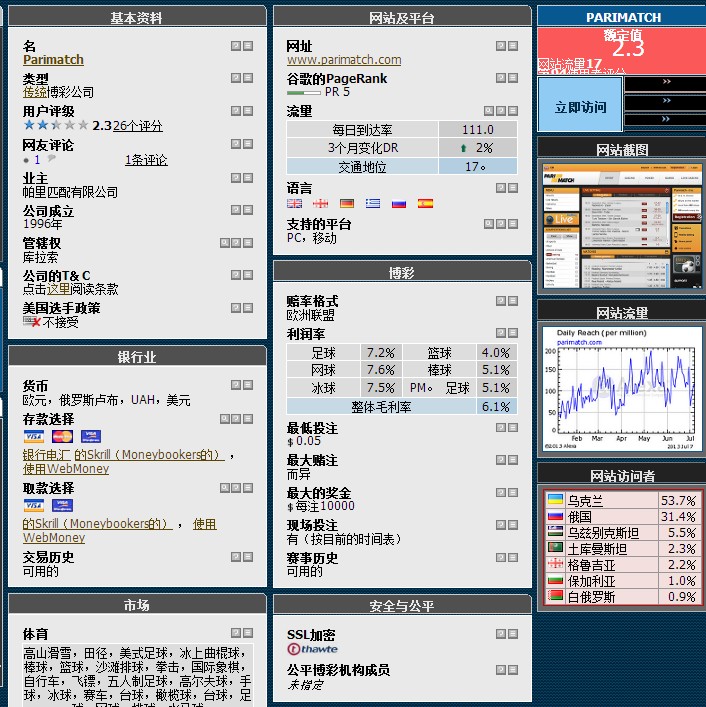 基本资料
名
Parimatch
类型
传统博彩公司
用户评级
2.3 26个评分
网友评论
1 1条评论
业主
帕里匹配有限公司
公司成立
1996年
管辖权
库拉索
公司的T& C
点击这里阅读条款
美国选手政策
不接受
银行业
货币
欧元，俄罗斯卢布，UAH，美元
存款选择
VISA MasterCard VISA
银行电汇 的Skrill（Moneybookers的），
使用WebMoney
取款选择
VISA VISA
的Skrill（Moneybookers的）， 使用
WebMoney
交易历史
可用的
市场
体育
高山滑雪，田径，美式足球，冰上曲棍球，
棒球，篮球，沙滩排球，拳击，国际象棋，
自行车，飞镖，五人制足球，高尔夫球，手
球，冰球，赛车，台球，橄榄球，台球，足
网站及平台
网址
www.parimatch.com
谷歌的PageRank
PR 5
流量
每日到达率 111.0
3个月变化DR 2%
交通地位 17。
语言
支持的平台
PC，移动
博彩
赔率格式
欧洲联盟
利润率
足球 7.2% 篮球 4.0%
网球 7.6% 棒球 5.1%
冰球 7.5% PM。 足球 5.1%
整体毛利率 6.1%
最低投注
$ 0.05
最大赌注
而异
最大的奖金
$ 每注10000
现场投注
有（按目前的时间表）
赛事历史
可用的
安全与公平
SSL加密
thawte
公平博彩机构成员
未指定
PARIMATCH
额定值
2.3
网站流量17
立即访问
››
››
››
网站截图
PARI MATCH
Live
网站流量
Daily Reach (per million)
parimatch.com
200
150
100
50
0
Feb Mar Apr May Jun Jul
©2013 Alexa 2013 Jul 7
网站访问者
乌克兰 53.7%
俄国 31.4%
乌兹别克斯坦 5.5%
土库曼斯坦 2.3%
格鲁吉亚 2.2%
保加利亚 1.0%
白俄罗斯 0.9%